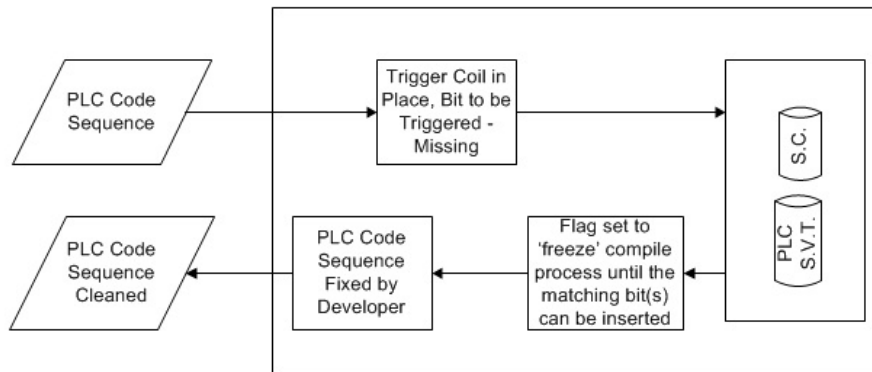 PLC Code
Sequence
Trigger Coil in
Place, Bit to be
Triggered -
Missing
S.C.
PLC
S.V.T.
Flag set to
‘freeze’ compile
process until the
matching bit(s)
can be inserted
PLC Code
Sequence
Fixed by
Developer
PLC Code
Sequence
Cleaned